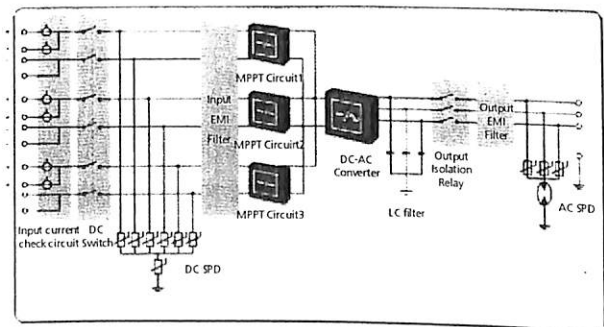 MPPT Circuit1
Input
EMI
Filter
MPPT Circuit2
MPPT Circuit3
DC-AC
Converter
LC filter
Output
Isolation
Relay
Output
EMI
Filter
AC SPD
Input current
check circuit
DC
Switch
DC SPD